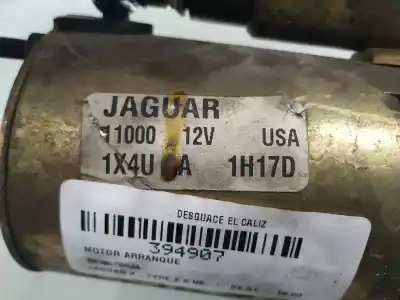 JAGUAR
11000 12V USA
1X4U A 1H17D
DESGUACE EL CALIZ
394907
MOTOR ARRANQUE